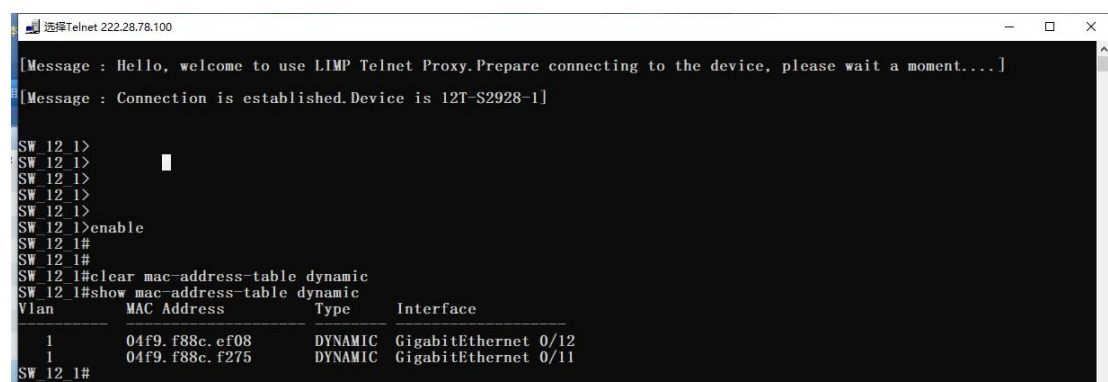 选择Telnet 222.28.78.100
[Message : Hello, welcome to use LIMP Telnet Proxy.Prepare connecting to the device, please wait a moment....]
[Message : Connection is established.Device is 12T-S2928-1]
SW_12_1>
SW_12_1>
SW_12_1>
SW_12_1>
SW_12_1>
SW_12_1>enable
SW_12_1#
SW_12_1#
SW_12_1#clear mac-address-table dynamic
SW_12_1#show mac-address-table dynamic
Vlan MAC Address Type Interface
---------- -------------------- -------- -------------------
1 04f9.f88c.ef08 DYNAMIC GigabitEthernet 0/12
1 04f9.f88c.f275 DYNAMIC GigabitEthernet 0/11
SW_12_1#